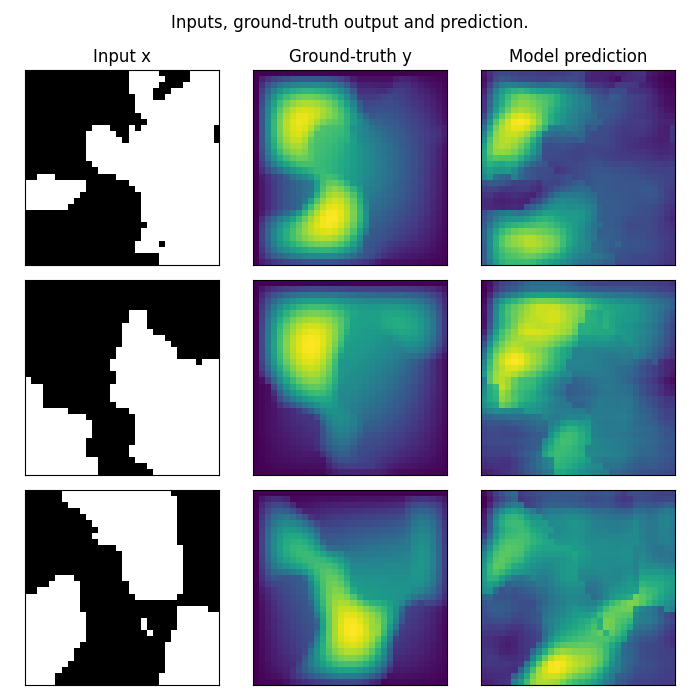 Inputs, ground-truth output and prediction.
Input x
Ground-truth y
Model prediction